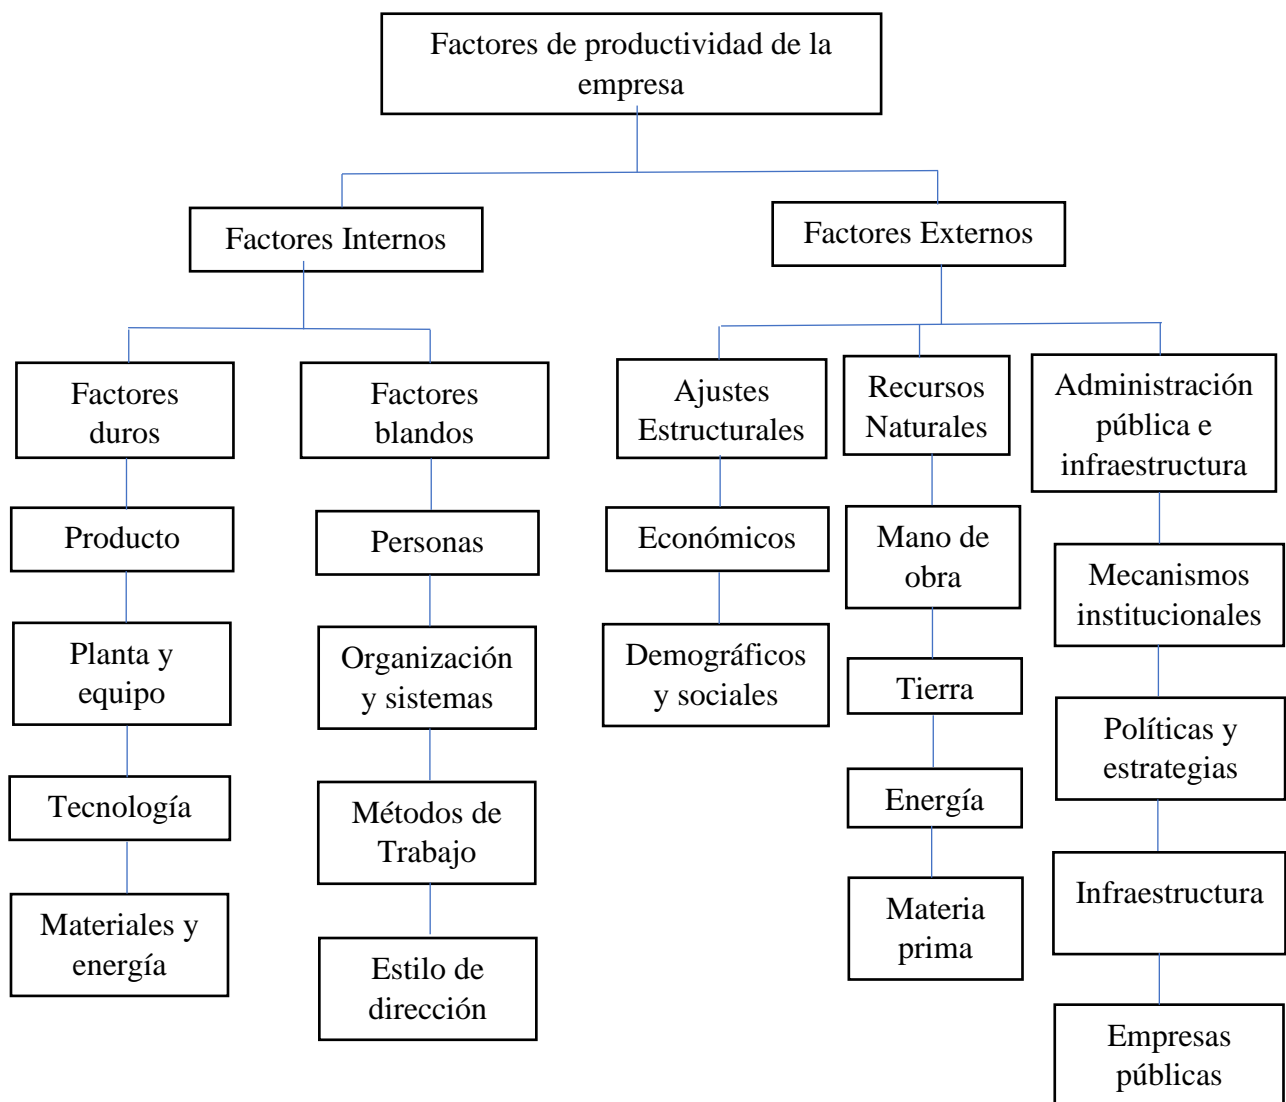 Factores de productividad de la
empresa
Factores Internos
Factores Externos
Factores
duros
Factores
blandos
Ajustes
Estructurales
Recursos
Naturales
Administración
pública e
infraestructura
Producto
Personas
Económicos
Mano de
obra
Mecanismos
institucionales
Planta y
equipo
Organización
y sistemas
Demográficos
y sociales
Tierra
Políticas y
estrategias
Tecnología
Métodos de
Trabajo
Energía
Infraestructura
Materiales y
energía
Estilo de
dirección
Materia
prima
Empresas
públicas